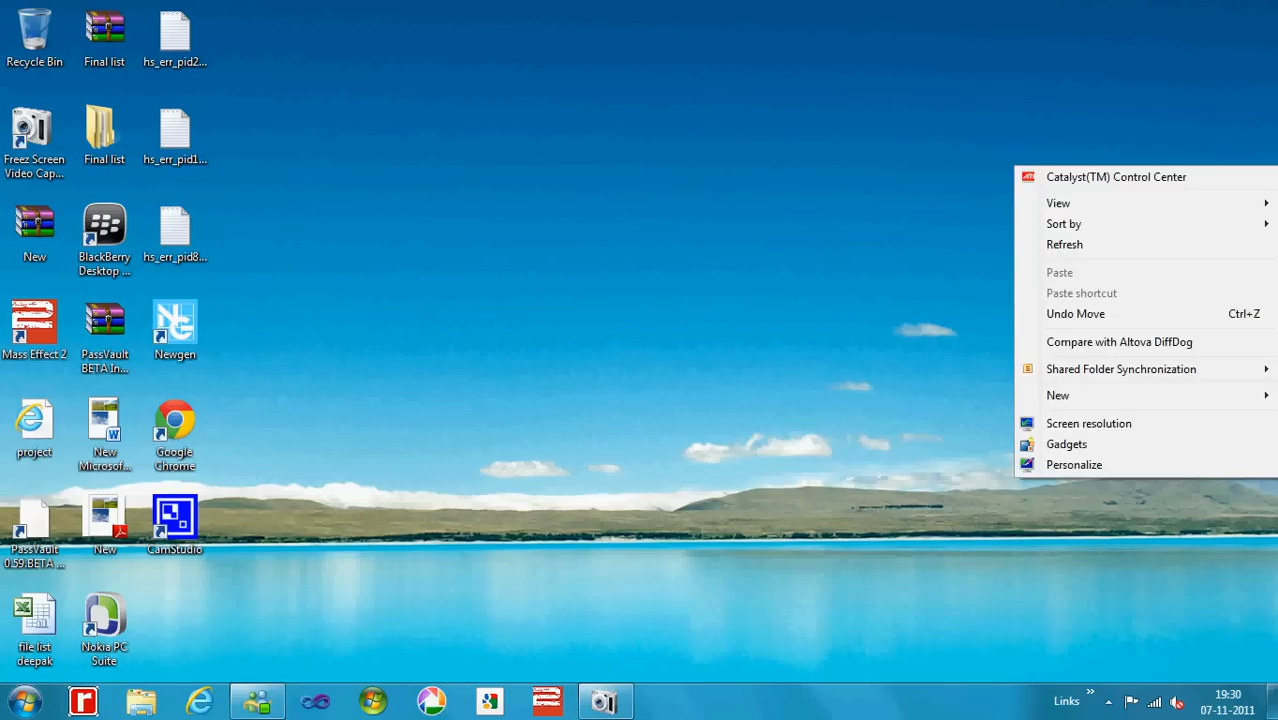 Recycle Bin
Final list
hs_err_pid2...
Freez Screen
Video Cap...
Final list
hs_err_pid1...
New
BlackBerry
Desktop ...
hs_err_pid8...
Mass Effect 2
PassVault
BETA In...
Newgen
project
New
Microsof...
Google
Chrome
PassVault
0.59.BETA ...
New
CamStudio
file list
deepak
Nokia PC
Suite
Catalyst(TM) Control Center
View
Sort by
Refresh
Paste
Paste shortcut
Undo Move Ctrl+Z
Compare with Altova DiffDog
Shared Folder Synchronization
New
Screen resolution
Gadgets
Personalize
Links
19:30
07-11-2011